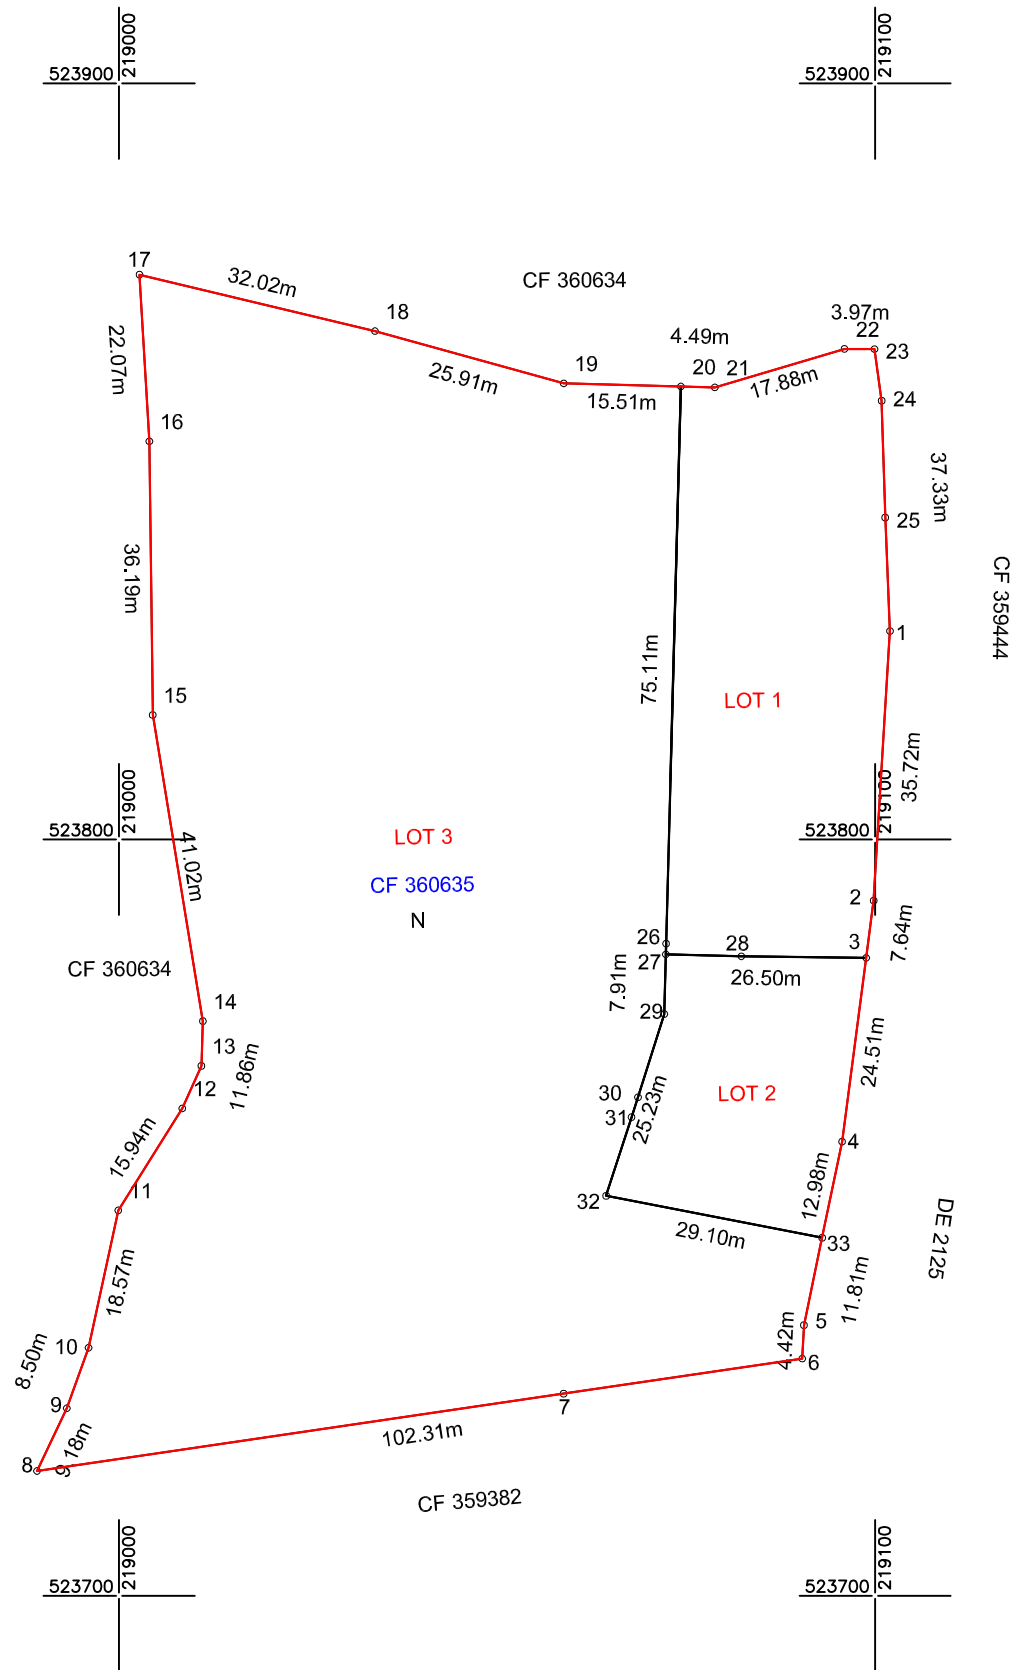 219000
523900
219100
523900
17
32.02m
CF 360634
3.97m
18
22
4.49m
23
22.07m
19
20
21
25.91m
17.88m
15.51m
24
16
37.33m
25
36.19m
CF 359444
1
75.11m
15
LOT 1
35.72m
219000
523800
219100
523800
LOT 3
41.02m
CF 360635
2
N
7.64m
26
28
3
27
CF 360634
26.50m
7.91m
14
29
13
24.51m
11.86m
12
30
LOT 2
31
25.23m
15.94m
4
11
32
12.98m
29.10m
33
DE 2125
18.57m
11.81m
5
10
4.42m
8.50m
6
9
7
102.31m
9.18m
8
CF 359382
219000
523700
219100
523700